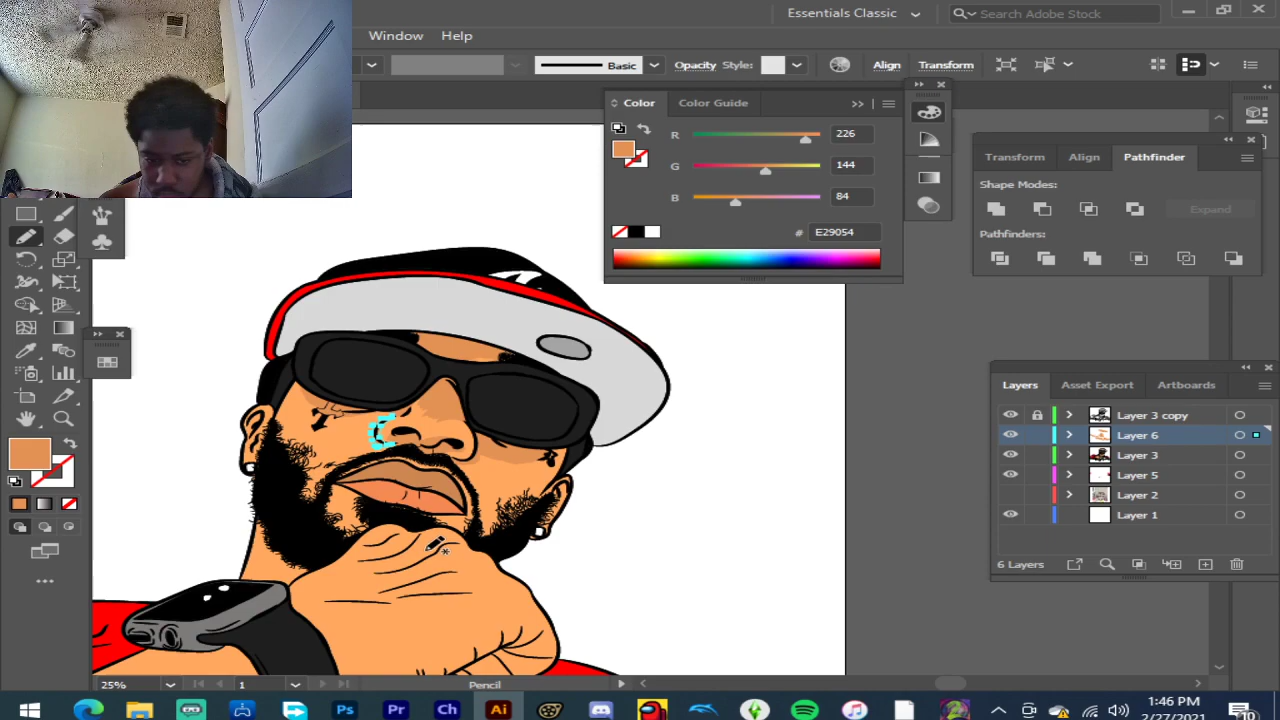 Essentials Classic
Search Adobe Stock
Window Help
Basic Opacity Style: Align Transform
Color Color Guide
R 226
G 144
B 84
# E29054
Transform Align Pathfinder
Shape Modes:
Expand
Pathfinders:
Layers Asset Export Artboards
Layer 3 copy
Layer 6
Layer 3
Layer 5
Layer 2
Layer 1
6 Layers
25% 1 Pencil
Ps Pr Ch Ai
1:46 PM
2/27/2021